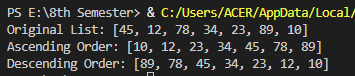 PS E:\8th Semester> & C:/Users/ACER/AppData/Local/
Original List: [45, 12, 78, 34, 23, 89, 10]
Ascending Order: [10, 12, 23, 34, 45, 78, 89]
Descending Order: [89, 78, 45, 34, 23, 12, 10]